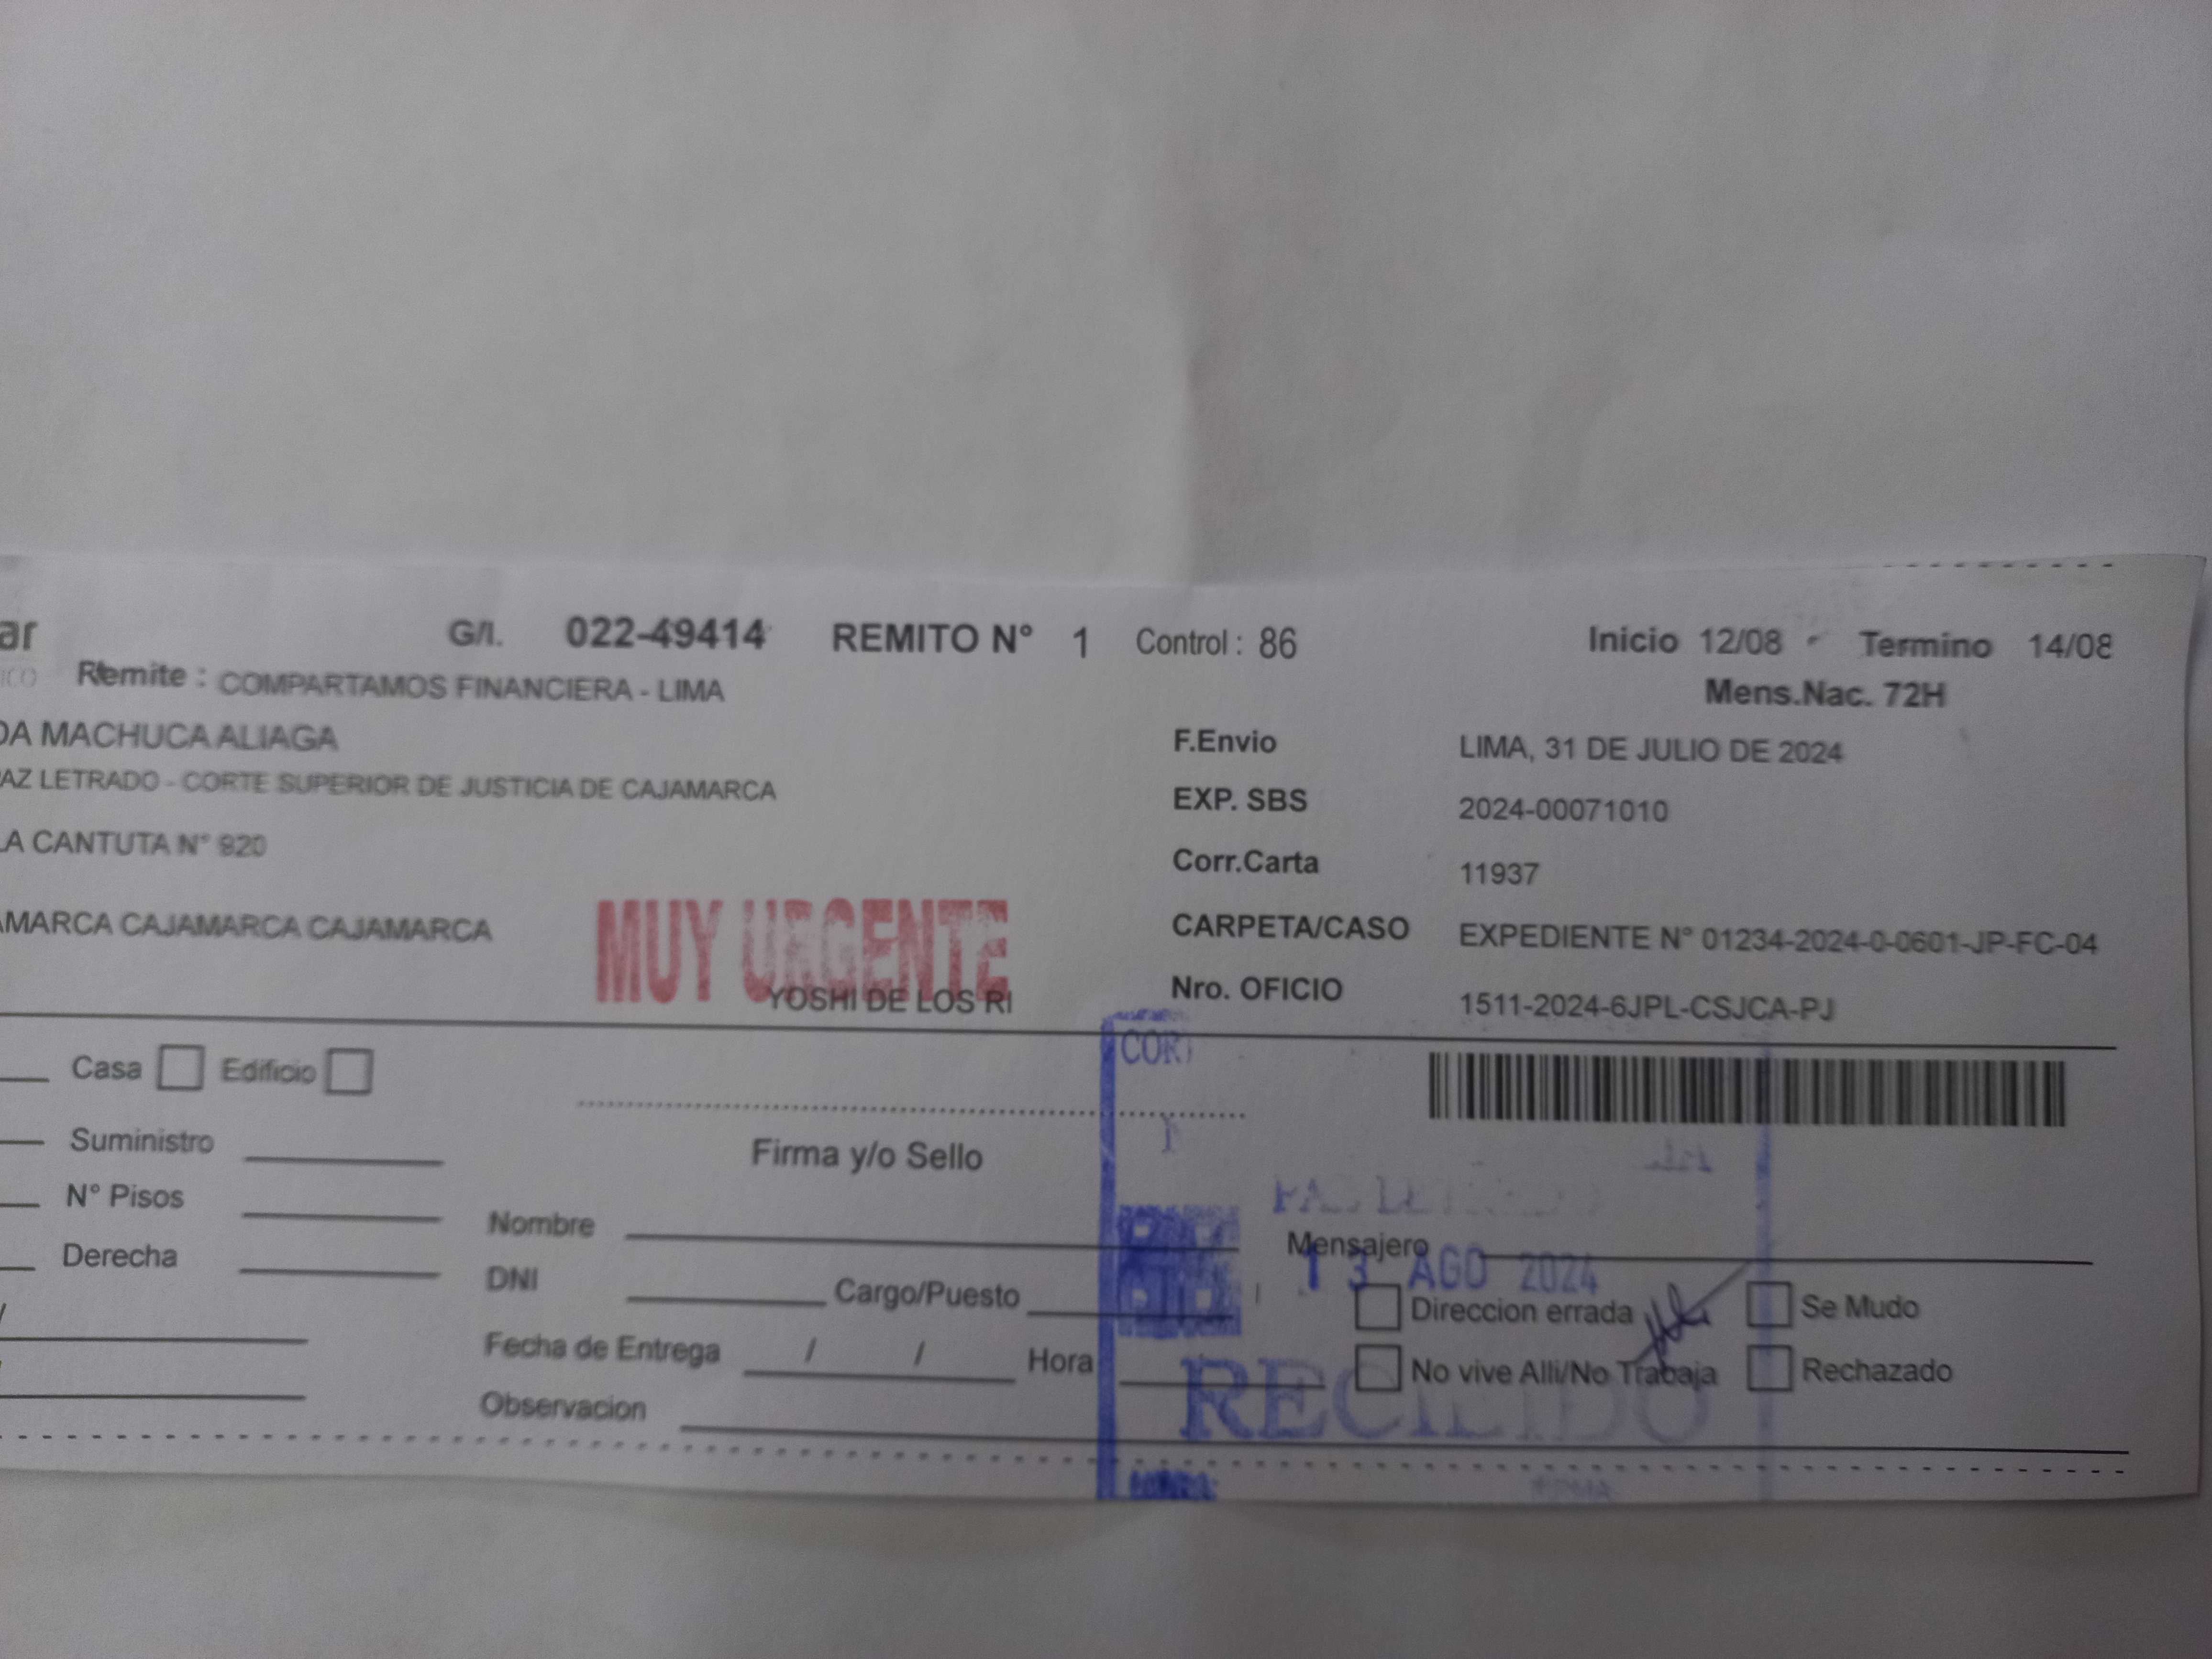 ar G/I. 022-49414 REMITO N° 1 Control : 86 Inicio 12/08 - Termino 14/08
ICO Remite : COMPARTAMOS FINANCIERA - LIMA Mens.Nac. 72H
DA MACHUCA ALIAGA F.Envio LIMA, 31 DE JULIO DE 2024
AZ LETRADO - CORTE SUPERIOR DE JUSTICIA DE CAJAMARCA EXP. SBS 2024-00071010
LA CANTUTA N° 920 Corr.Carta 11937
AMARCA CAJAMARCA CAJAMARCA MUY URGENTE CARPETA/CASO EXPEDIENTE N° 01234-2024-0-0601-JP-FC-04
YOSHI DE LOS RI Nro. OFICIO 1511-2024-6JPL-CSJCA-PJ
COR
Casa Edificio
Suministro Firma y/o Sello
N° Pisos
Nombre Mensajero
13 AGO 2024
Derecha DNI Cargo/Puesto Direccion errada Se Mudo
Fecha de Entrega / / Hora No vive Alli/No Trabaja Rechazado
RECIBIDO
Observacion
FIRMA